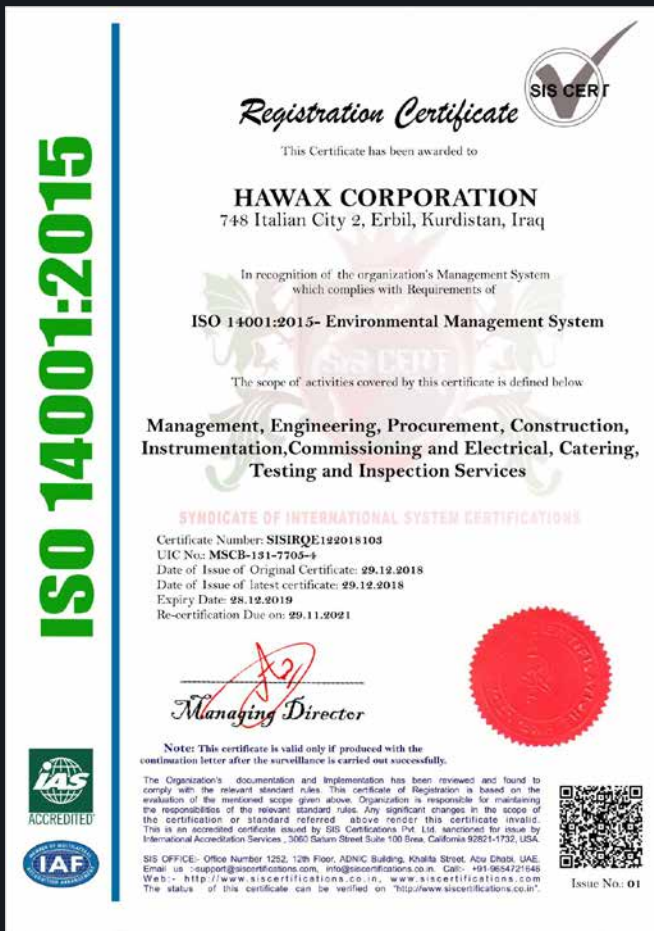 SIS CERT
Registration Certificate
This Certificate has been awarded to
HAWAX CORPORATION
748 Italian City 2, Erbil, Kurdistan, Iraq
In recognition of the organization's Management System
which complies with Requirements of
ISO 14001:2015- Environmental Management System
SIS CERT
The scope of activities covered by this certificate is defined below
Management, Engineering, Procurement, Construction,
Instrumentation,Commissioning and Electrical, Catering,
Testing and Inspection Services
SYNDICATE OF INTERNATIONAL SYSTEM CERTIFICATIONS
Certificate Number: SISIRQE122018103
UIC No.: MSCB-131-7705-4
Date of Issue of Original Certificate: 29.12.2018
Date of Issue of latest certificate: 29.12.2018
Expiry Date: 28.12.2019
Re-certification Due on: 29.11.2021
Managing Director
Note: This certificate is valid only if produced with the
continuation letter after the surveillance is carried out successfully.
The Organization's documentation and Implementation has been reviewed and found to
comply with the relevant standard rules. This certificate of Registration is based on the
evaluation of the mentioned scope given above. Organization is responsible for maintaining
the responsibilities of the relevant standard rules. Any significant changes in the scope of
the certification or standard referred above render this certificate invalid.
This is an accredited certificate issued by SIS Certifications Pvt. Ltd. sanctioned for issue by
International Accreditation Services , 3060 Saturn Street Suite 100 Brea, California 92821-1732, USA.
SIS OFFICE:- Office Number 1252, 12th Floor, ADNIC Building, Khalifa Street, Abu Dhabi, UAE.
Email us :-support@siscertifications.com, info@siscertifications.co.in. Call:- +91-9654721646
Web:- http://www.siscertifications.co.in, www.siscertifications.com
The status of this certificate can be verified on "http://www.siscertifications.co.in".
Issue No.: 01
ISO 14001:2015
IAS
ACCREDITED
IAF